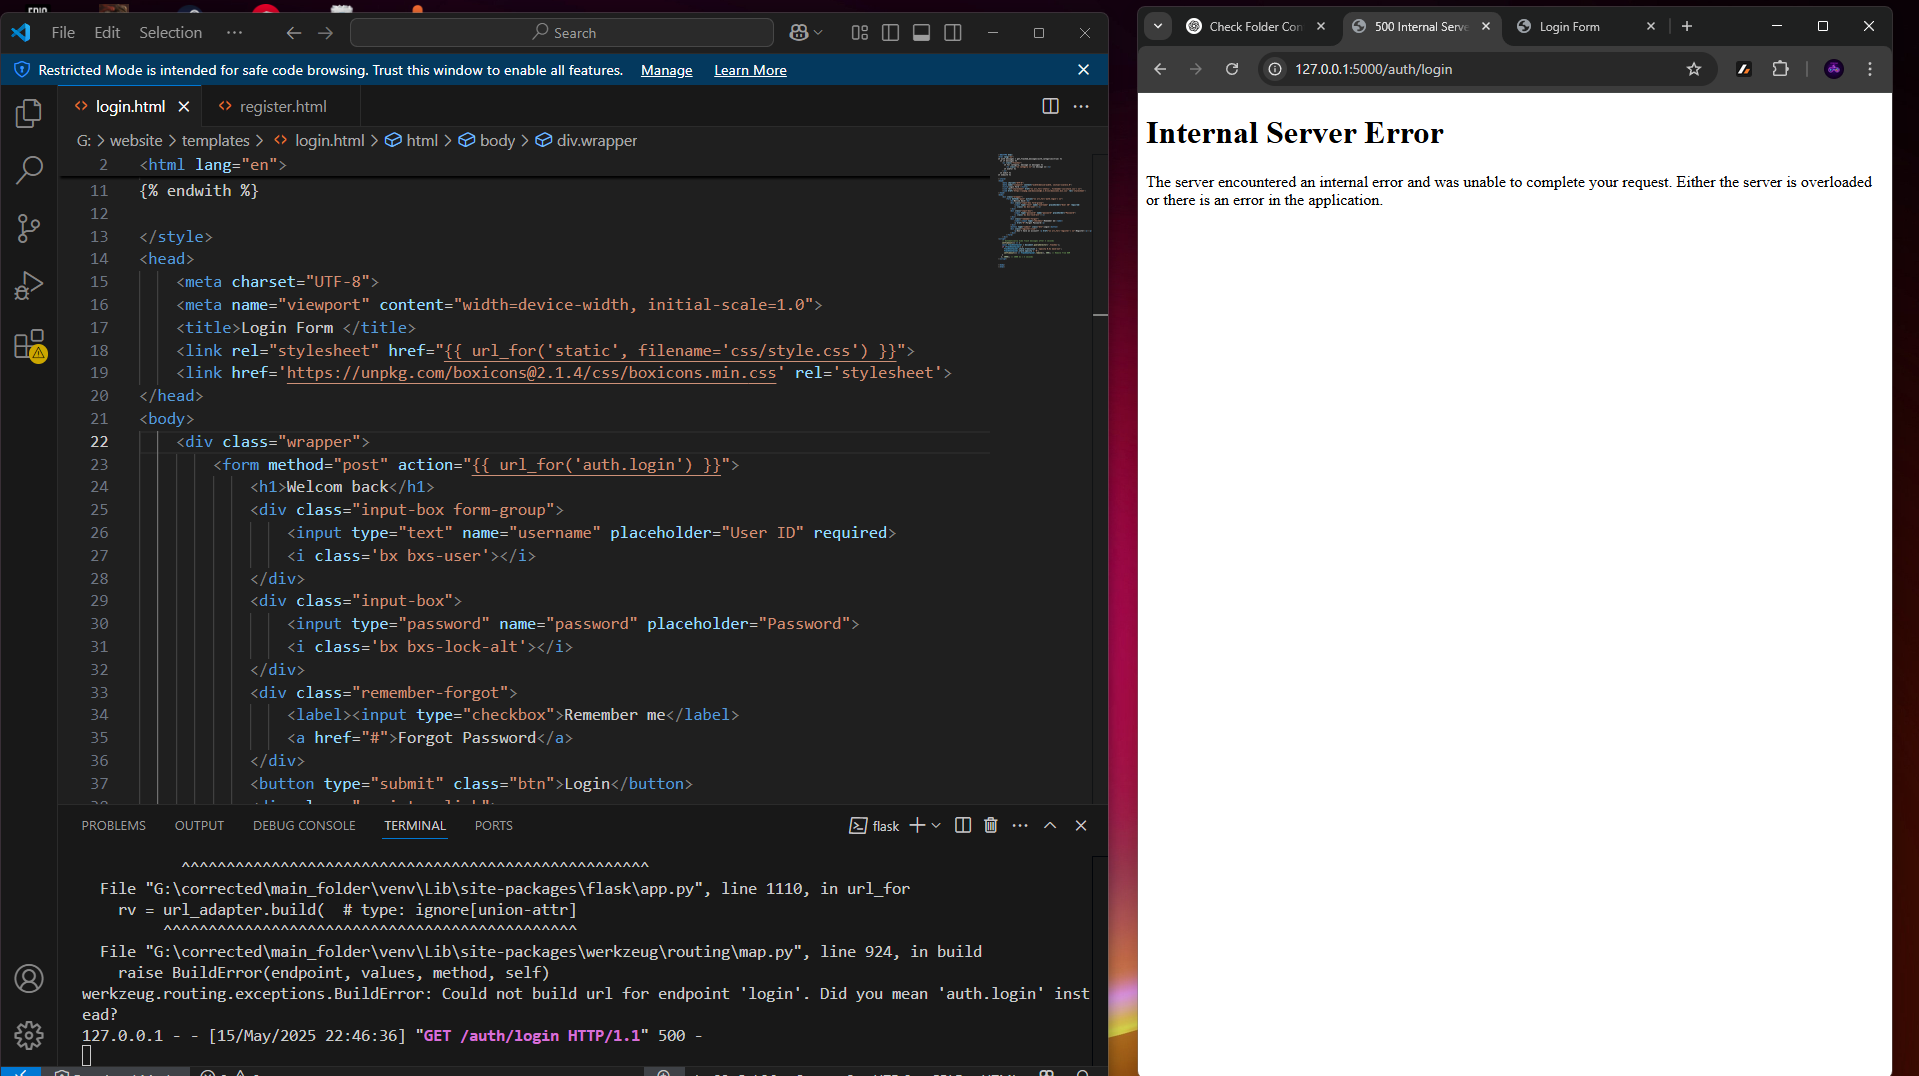 File Edit Selection ··· Search
Restricted Mode is intended for safe code browsing. Trust this window to enable all features. Manage Learn More
login.html register.html
G: > website > templates > login.html > html > body > div.wrapper
2 <html lang="en">
11 {% endwith %}
12
13 </style>
14 <head>
15 <meta charset="UTF-8">
16 <meta name="viewport" content="width=device-width, initial-scale=1.0">
17 <title>Login Form </title>
18 <link rel="stylesheet" href="{{ url_for('static', filename='css/style.css') }}">
19 <link href='https://unpkg.com/boxicons@2.1.4/css/boxicons.min.css' rel='stylesheet'>
20 </head>
21 <body>
22 <div class="wrapper">
23 <form method="post" action="{{ url_for('auth.login') }}">
24 <h1>Welcom back</h1>
25 <div class="input-box form-group">
26 <input type="text" name="username" placeholder="User ID" required>
27 <i class='bx bxs-user'></i>
28 </div>
29 <div class="input-box">
30 <input type="password" name="password" placeholder="Password">
31 <i class='bx bxs-lock-alt'></i>
32 </div>
33 <div class="remember-forgot">
34 <label><input type="checkbox">Remember me</label>
35 <a href="#">Forgot Password</a>
36 </div>
37 <button type="submit" class="btn">Login</button>
PROBLEMS OUTPUT DEBUG CONSOLE TERMINAL PORTS flask
^^^^^^^^^^^^^^^^^^^^^^^^^^^^^^^^^^^^^^^^^^^^^^^^^^^
File "G:\corrected\main_folder\venv\Lib\site-packages\flask\app.py", line 1110, in url_for
rv = url_adapter.build( # type: ignore[union-attr]
^^^^^^^^^^^^^^^^^^^^^^^^^^^^^^^^^^^^^^^^^^^^^
File "G:\corrected\main_folder\venv\Lib\site-packages\werkzeug\routing\map.py", line 924, in build
raise BuildError(endpoint, values, method, self)
werkzeug.routing.exceptions.BuildError: Could not build url for endpoint 'login'. Did you mean 'auth.login' inst
ead?
127.0.0.1 - - [15/May/2025 22:46:36] "GET /auth/login HTTP/1.1" 500 -
Check Folder Con 500 Internal Serve Login Form
127.0.0.1:5000/auth/login
Internal Server Error
The server encountered an internal error and was unable to complete your request. Either the server is overloaded
or there is an error in the application.